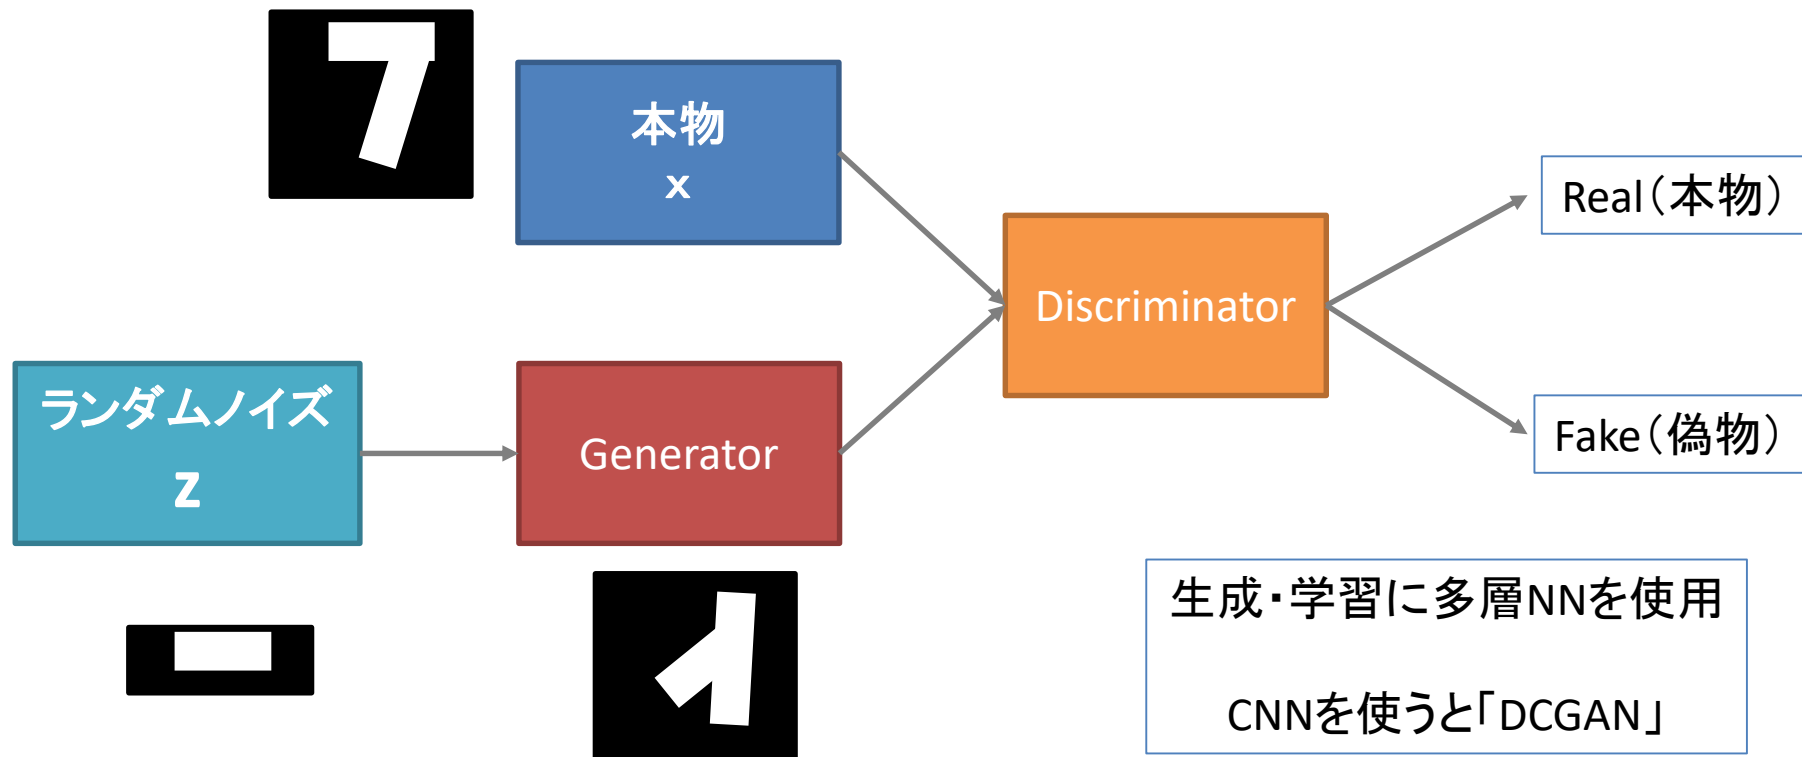 本物
x
Real（本物）
Discriminator
ランダムノイズ
z
Generator
Fake（偽物）
生成・学習に多層NNを使用
CNNを使うと「DCGAN」